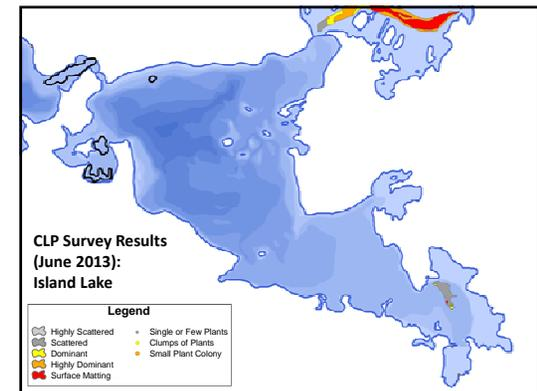 CLP Survey Results
(June 2013):
Island Lake
Legend
Highly Scattered
Scattered
Dominant
Highly Dominant
Surface Matting
Single or Few Plants
Clumps of Plants
Small Plant Colony